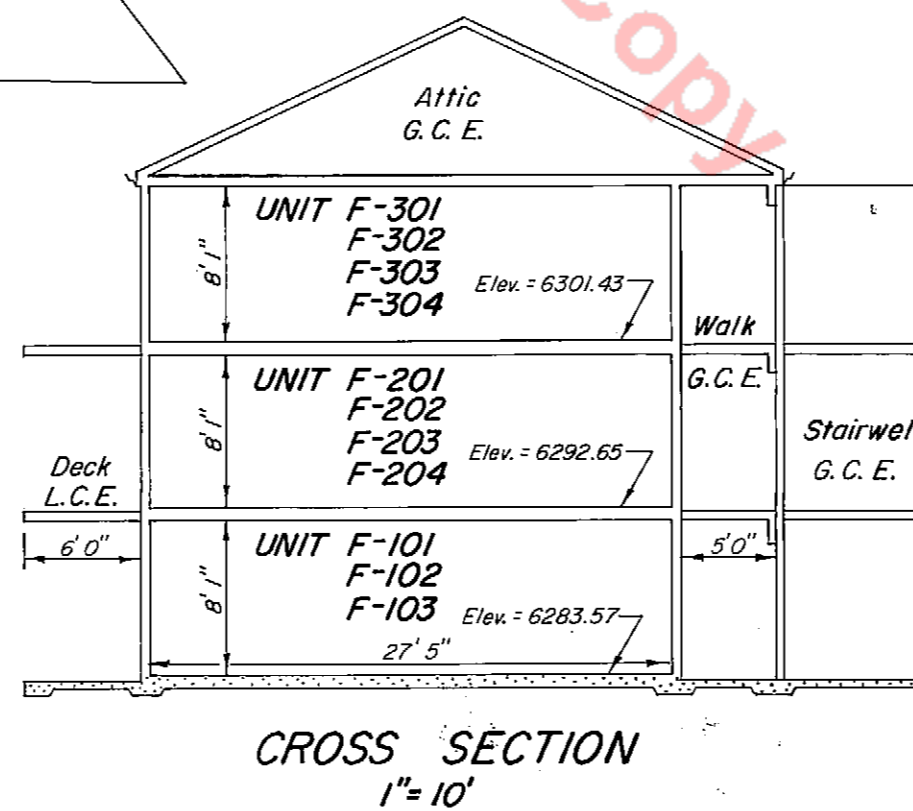 Copy
Attic
G. C. E.
UNIT F-301
F-302
F-303
F-304
8' 1"
Elev. = 6301.43
Walk
G.C.E.
UNIT F-201
F-202
F-203
F-204
8' 1"
Elev. = 6292.65
Deck
L.C.E.
Stairwel
G.C.E.
6' 0"
5' 0"
UNIT F-101
F-102
F-103
8' 1"
Elev. = 6283.57
27' 5"
CROSS SECTION
1"= 10'